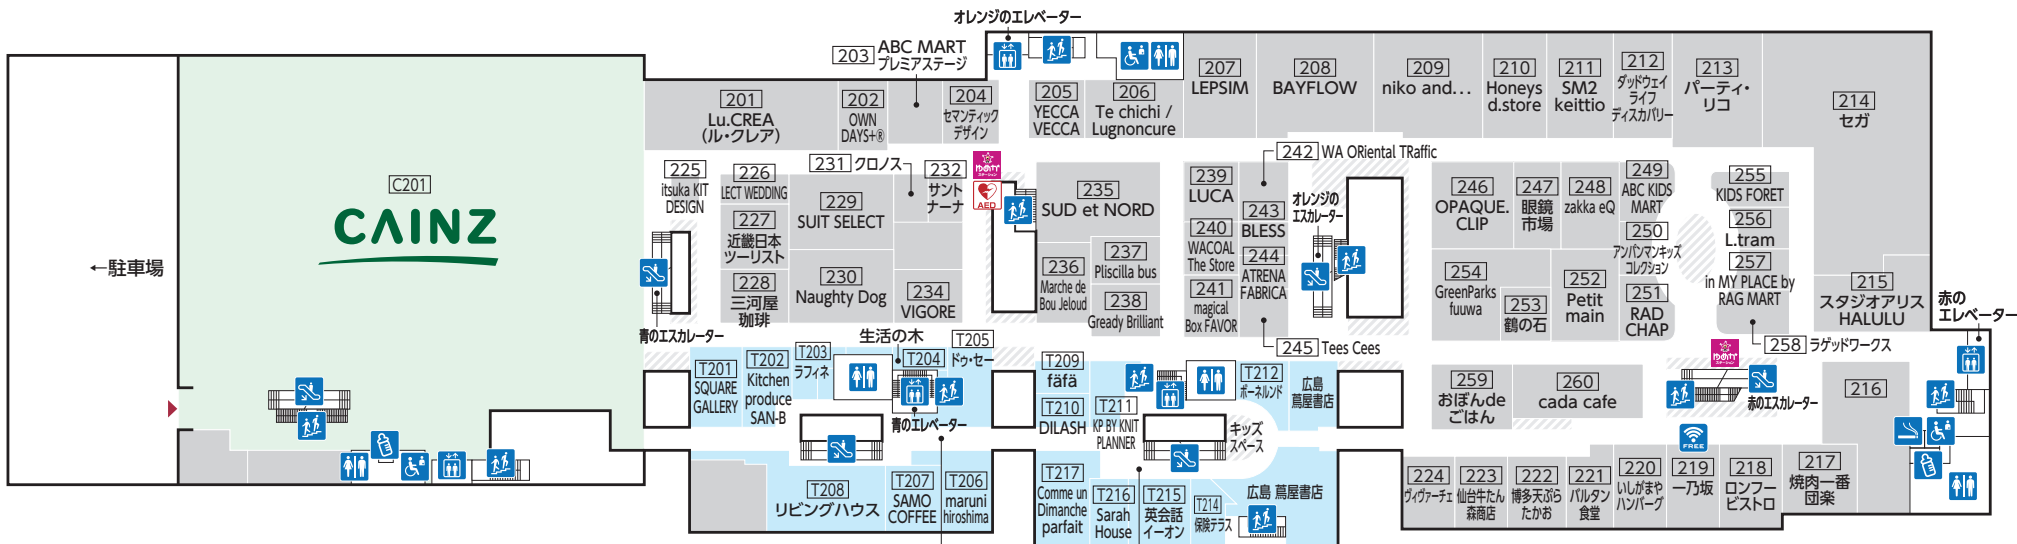 オレンジのエレベーター
203 ABC MART
プレミアステージ
201
Lu.CREA
(ル・クレア)
202
OWN
DAYS+®
204
セマンティック
デザイン
205
YECCA
VECCA
206
Te chichi /
Lugnoncure
207
LEPSIM
208
BAYFLOW
209
niko and...
210
Honeys
d.store
211
SM2
keittio
212
ダッドウェイ
ライフ
ディスカバリー
213
パーティ・
リコ
214
セガ
C201
CAINZ
←駐車場
225
itsuka KIT
DESIGN
226
LECT WEDDING
227
近畿日本
ツーリスト
228
三河屋
珈琲
青のエスカレーター
231 クロノス
229
SUIT SELECT
230
Naughty Dog
232
サント
ナーナ
234
VIGORE
ゆめか
ステーション
AED
235
SUD et NORD
236
Marche de
Bou Jeloud
237
Pliscilla bus
238
Gready Brilliant
239
LUCA
240
WACOAL
The Store
241
magical
Box FAVOR
242 WA ORiental TRaffic
243
BLESS
244
ATRENA
FABRICA
245 Tees Cees
オレンジの
エスカレーター
246
OPAQUE.
CLIP
247
眼鏡
市場
248
zakka eQ
249
ABC KIDS
MART
250
アンパンマンキッズ
コレクション
251
RAD
CHAP
252
Petit
main
253
鶴の石
254
GreenParks
fuuwa
255
KIDS FORET
256
L.tram
257
in MY PLACE by
RAG MART
258 ラゲッドワークス
215
スタジオアリス
HALULU
赤の
エレベーター
生活の木
T201
SQUARE
GALLERY
T202
Kitchen
produce
SAN-B
T203
ラフィネ
T204
T205
ドゥ・セー
青のエレベーター
T209
fāfā
T210
DILASH
T211
KP BY KNIT
PLANNER
T212
ボーネルンド
広島
蔦屋書店
キッズ
スペース
259
おぼんde
ごはん
260
cada cafe
ゆめか
ステーション
赤のエスカレーター
216
FREE
T208
リビングハウス
T207
SAMO
COFFEE
T206
maruni
hiroshima
T217
Comme un
Dimanche
parfait
T216
Sarah
House
T215
英会話
イーオン
T214
保険テラス
広島 蔦屋書店
224
ヴィヴァーチェ
223
仙台牛たん
森商店
222
博多天ぷら
たかお
221
バルタン
食堂
220
いしがまや
ハンバーグ
219
一乃坂
218
ロンフー
ビストロ
217
焼肉一番
団楽